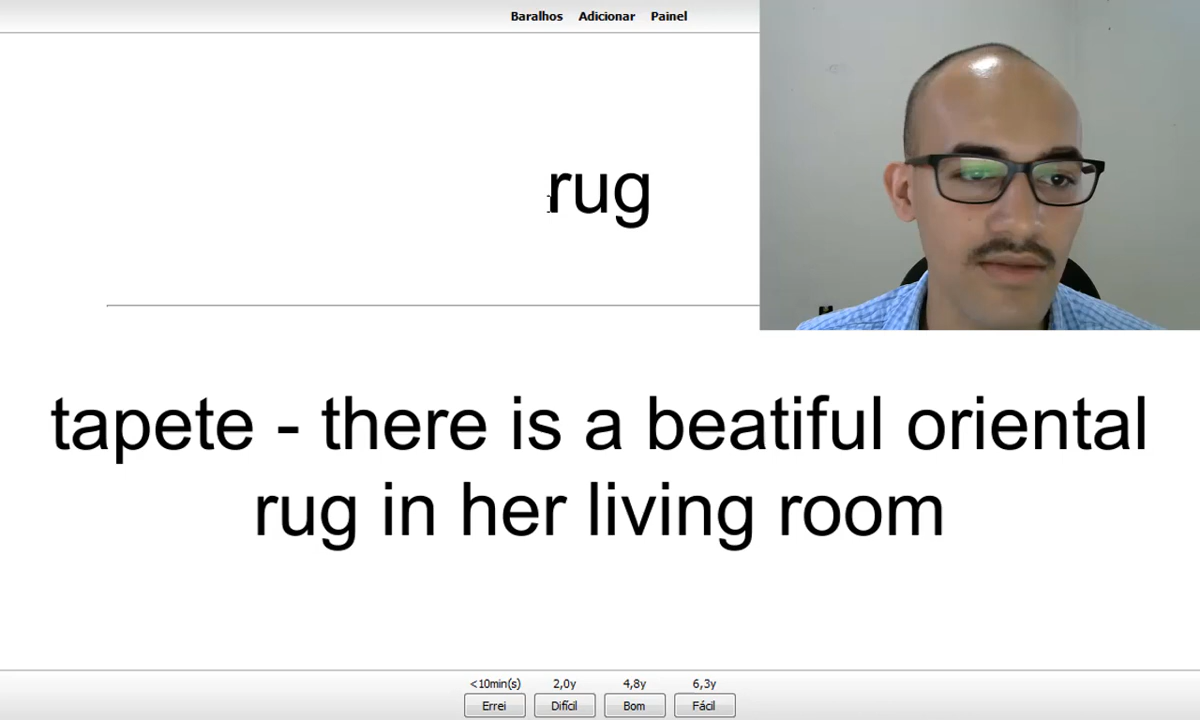 Baralhos Adicionar Painel
rug
tapete - there is a beatiful oriental
rug in her living room
<10min(s) 2,0y 4,8y 6,3y
Errei Difícil Bom Fácil